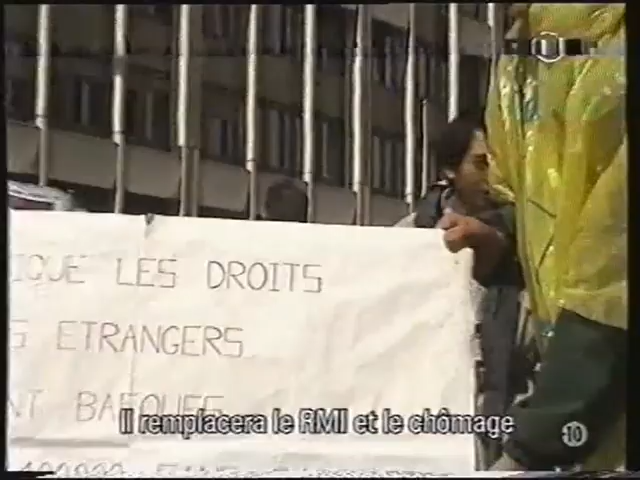 IQUE LES DROITS
S ETRANGERS
NT BAFOUES
Il remplacera le RMI et le chômage
-10